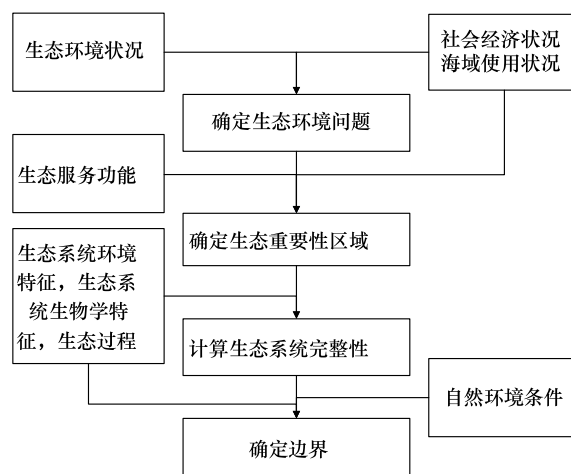 生态环境状况
社会经济状况
海域使用状况
确定生态环境问题
生态服务功能
确定生态重要性区域
生态系统环境
特征，生态系
统生物学特
征，生态过程
计算生态系统完整性
自然环境条件
确定边界